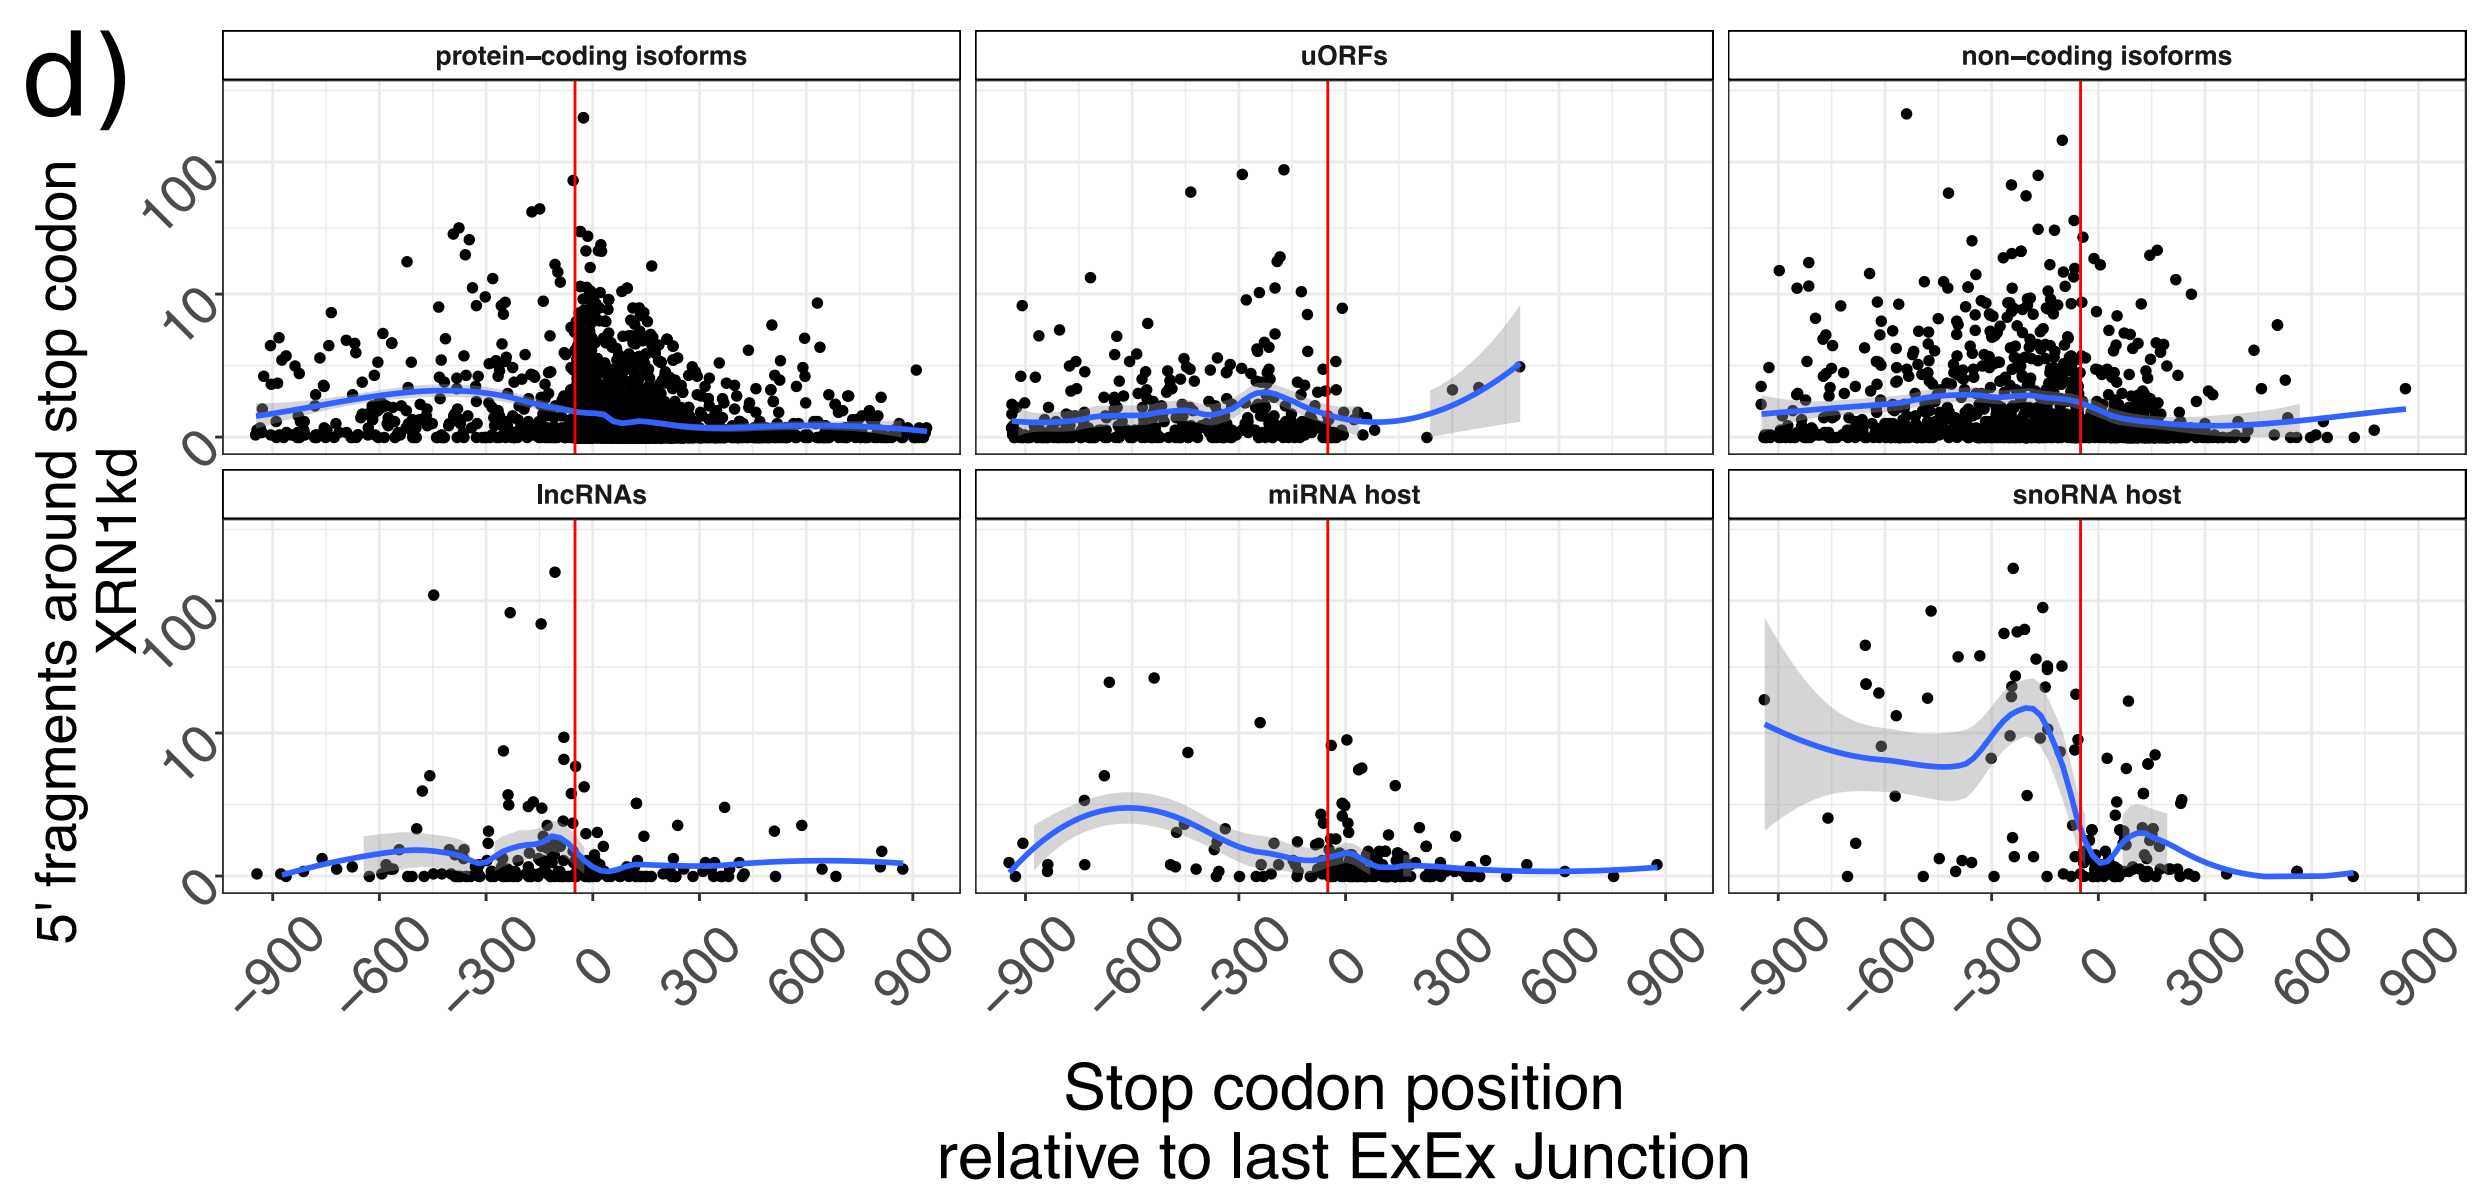 d)
protein–coding isoforms
uORFs
non–coding isoforms
5' fragments around stop codon
XRN1kd
100
10
0
lncRNAs
miRNA host
snoRNA host
100
10
0
–900 –600 –300 0 300 600 900
–900 –600 –300 0 300 600 900
–900 –600 –300 0 300 600 900
Stop codon position
relative to last ExEx Junction